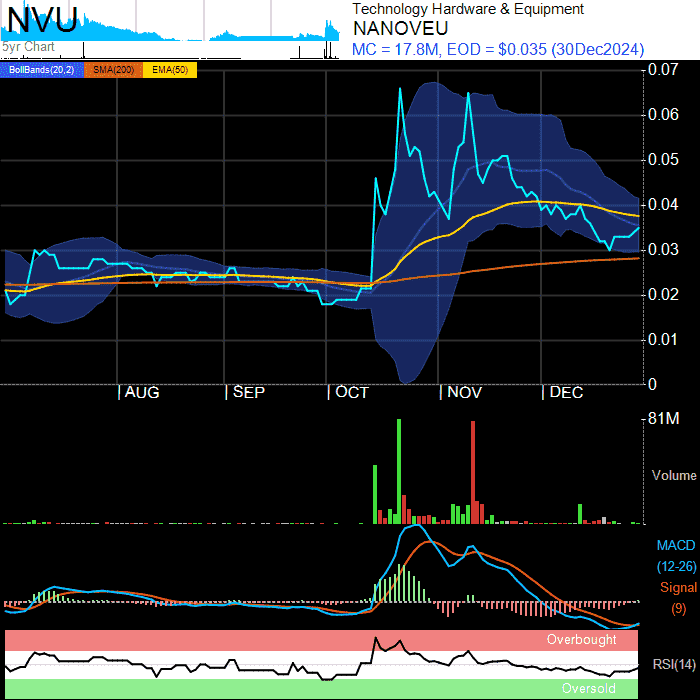 NVU
5yr Chart
Technology Hardware & Equipment
NANOVEU
MC = 17.8M, EOD = $0.035 (30Dec2024)
BollBands(20,2) SMA(200) EMA(50)
0.07
0.06
0.05
0.04
0.03
0.02
0.01
0
AUG SEP OCT NOV DEC
81M
Volume
MACD
(12-26)
Signal
(9)
Overbought
RSI(14)
Oversold